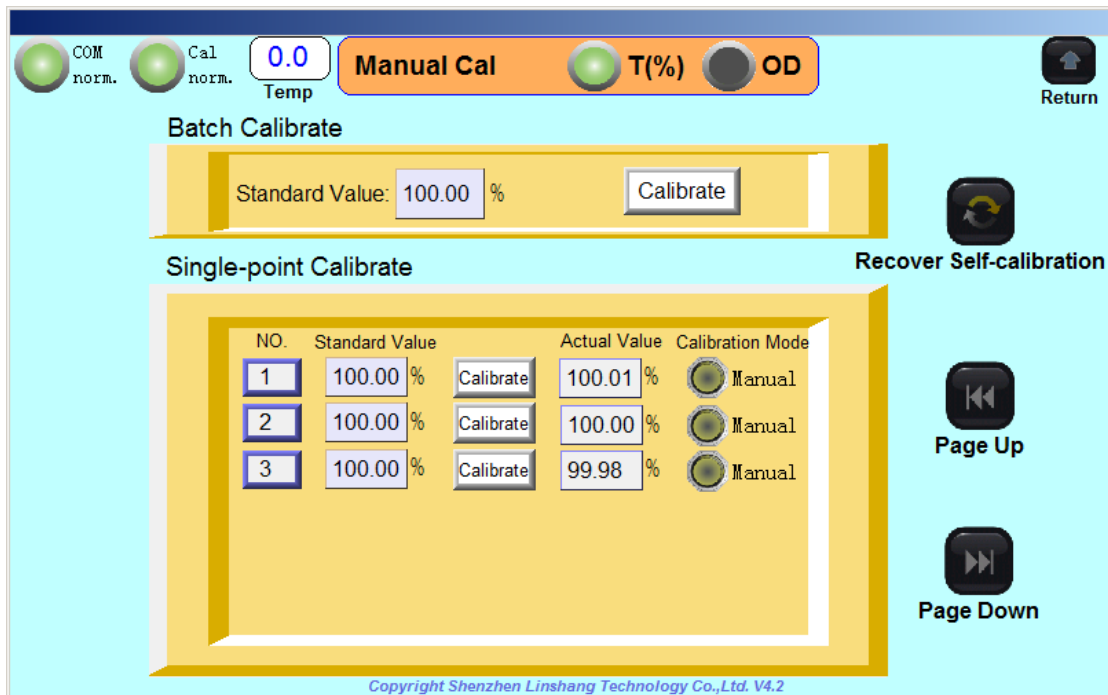 COM norm.
Cal norm.
0.0
Temp
Manual Cal T(%) OD
Return
Batch Calibrate
Standard Value: 100.00 % Calibrate
Recover Self-calibration
Single-point Calibrate
NO. Standard Value Actual Value Calibration Mode
1 100.00 % Calibrate 100.01 % Manual
2 100.00 % Calibrate 100.00 % Manual
3 100.00 % Calibrate 99.98 % Manual
Page Up
Page Down
Copyright Shenzhen Linshang Technology Co.,Ltd. V4.2